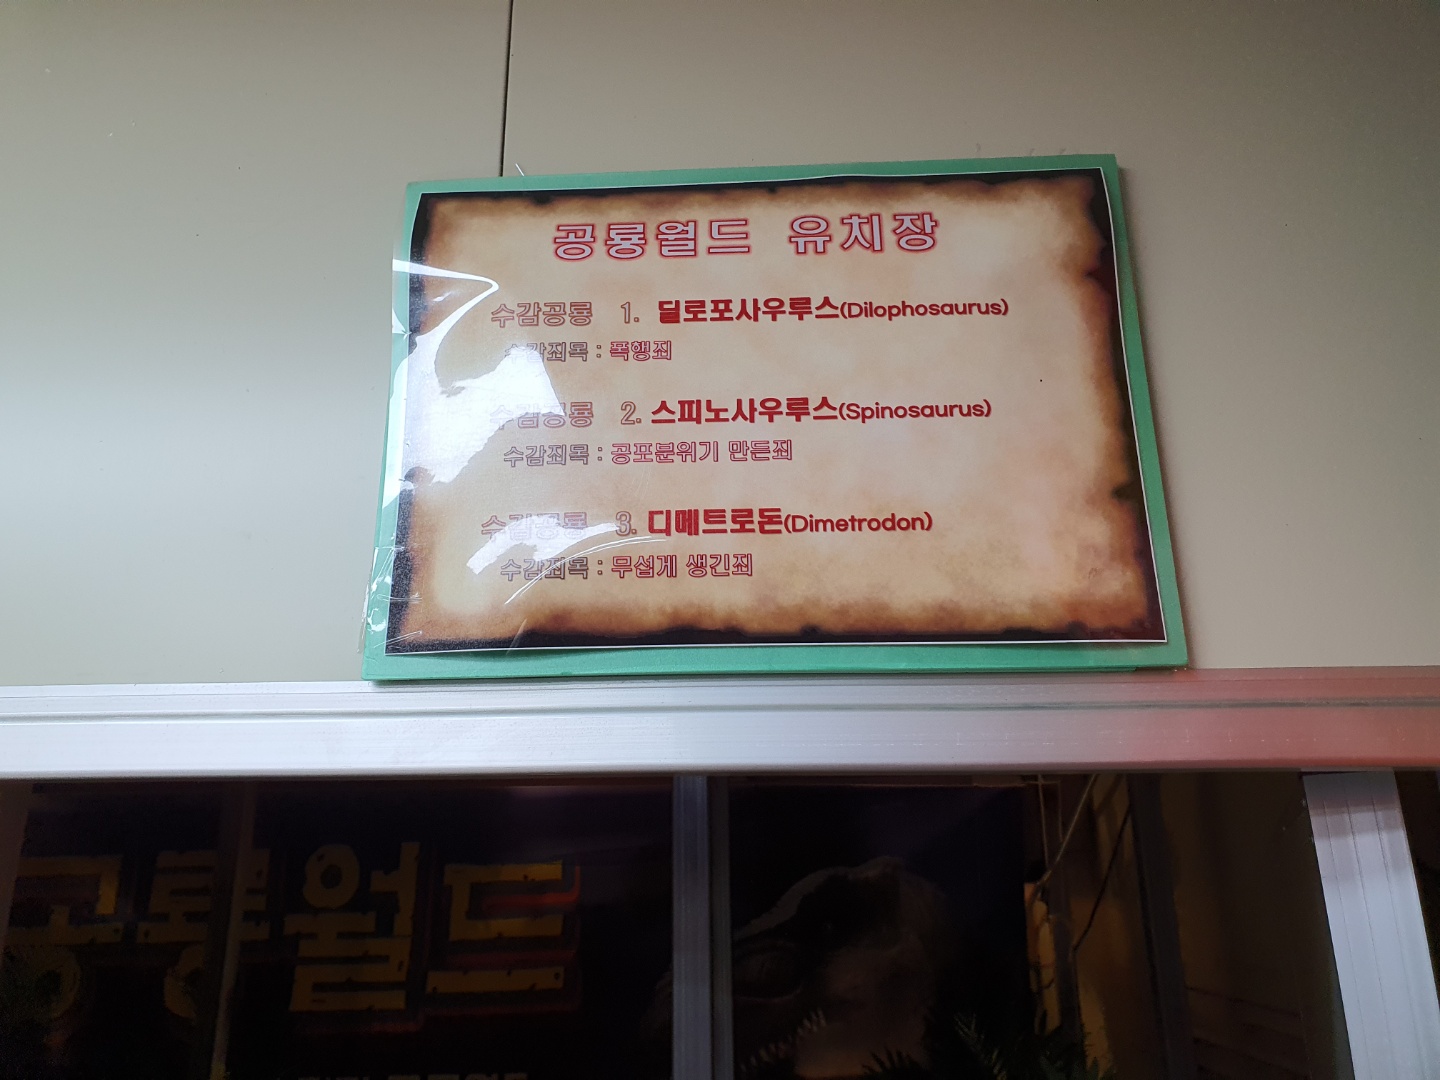 공룡월드 유치장
수감공룡 1. 딜로포사우루스(Dilophosaurus)
수감죄목 : 폭행죄
수감공룡 2. 스피노사우루스(Spinosaurus)
수감죄목 : 공포분위기 만든죄
수감공룡 3. 디메트로돈(Dimetrodon)
수감죄목 : 무섭게 생긴죄
공룡월드